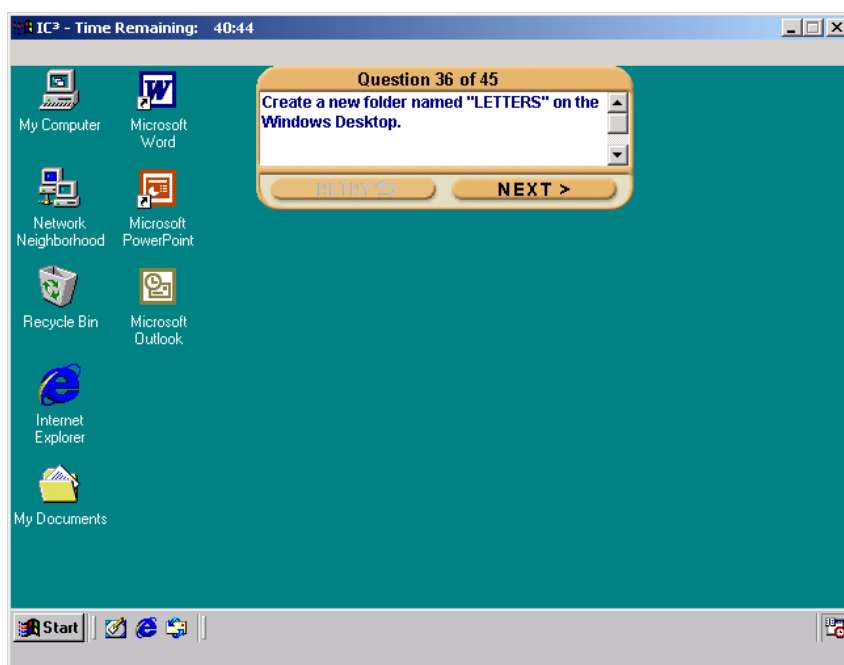 IC³ - Time Remaining: 40:44
Question 36 of 45
Create a new folder named "LETTERS" on the
Windows Desktop.
RETRY
NEXT >
My Computer
Microsoft
Word
Network
Neighborhood
Microsoft
PowerPoint
Recycle Bin
Microsoft
Outlook
Internet
Explorer
My Documents
Start